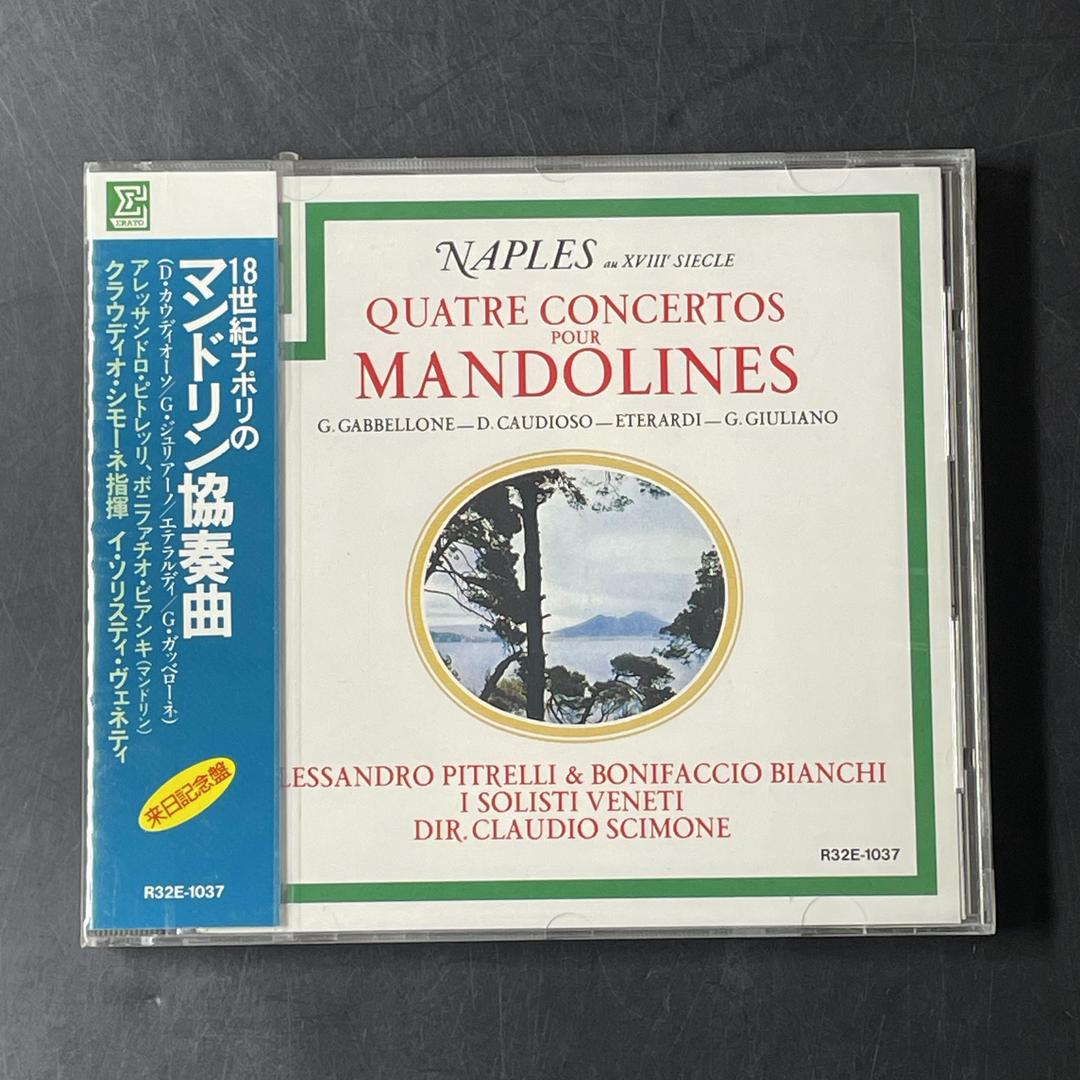 ERATO
18世紀ナポリの
マンドリン協奏曲
(D・カウディオーソ/G・ジュリアーノ/エテラルディ/G・ガッベローネ)
アレッサンドロ・ピトレッリ、ボニファチオ・ビアンキ(マンドリン)
クラウディオ・シモーネ指揮 イ・ソリスティ・ヴェネティ
来日記念盤
R32E-1037
NAPLES au XVIIIe SIECLE
QUATRE CONCERTOS
POUR
MANDOLINES
G. GABBELLONE—D. CAUDIOSO—ETERARDI—G. GIULIANO
LESSANDRO PITRELLI & BONIFACCIO BIANCHI
I SOLISTI VENETI
DIR. CLAUDIO SCIMONE
R32E-1037